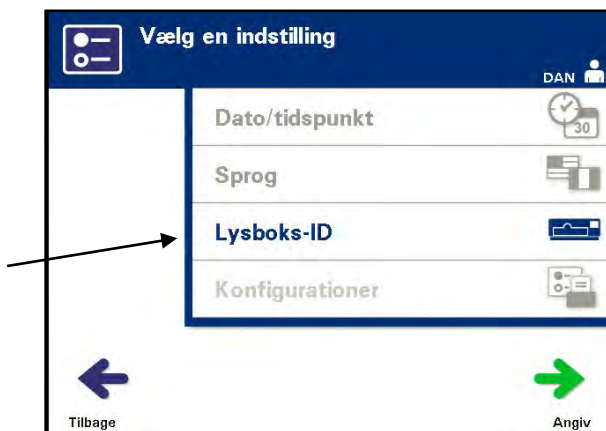 Vælg en indstilling
DAN
Dato/tidspunkt
30
Sprog
Lysboks-ID
Konfigurationer
Tilbage
Angiv